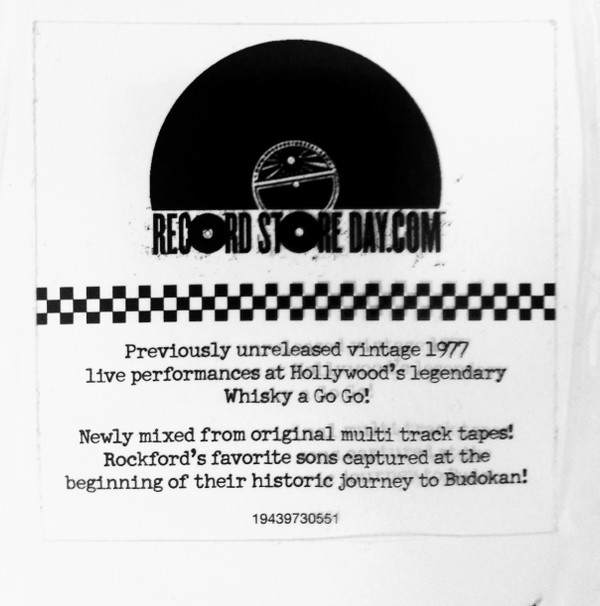 RECORD STORE DAY.COM
Previously unreleased vintage 1977
live performances at Hollywood's legendary
Whisky a Go Go!
Newly mixed from original multi track tapes!
Rockford's favorite sons captured at the
beginning of their historic journey to Budokan!
19439730551